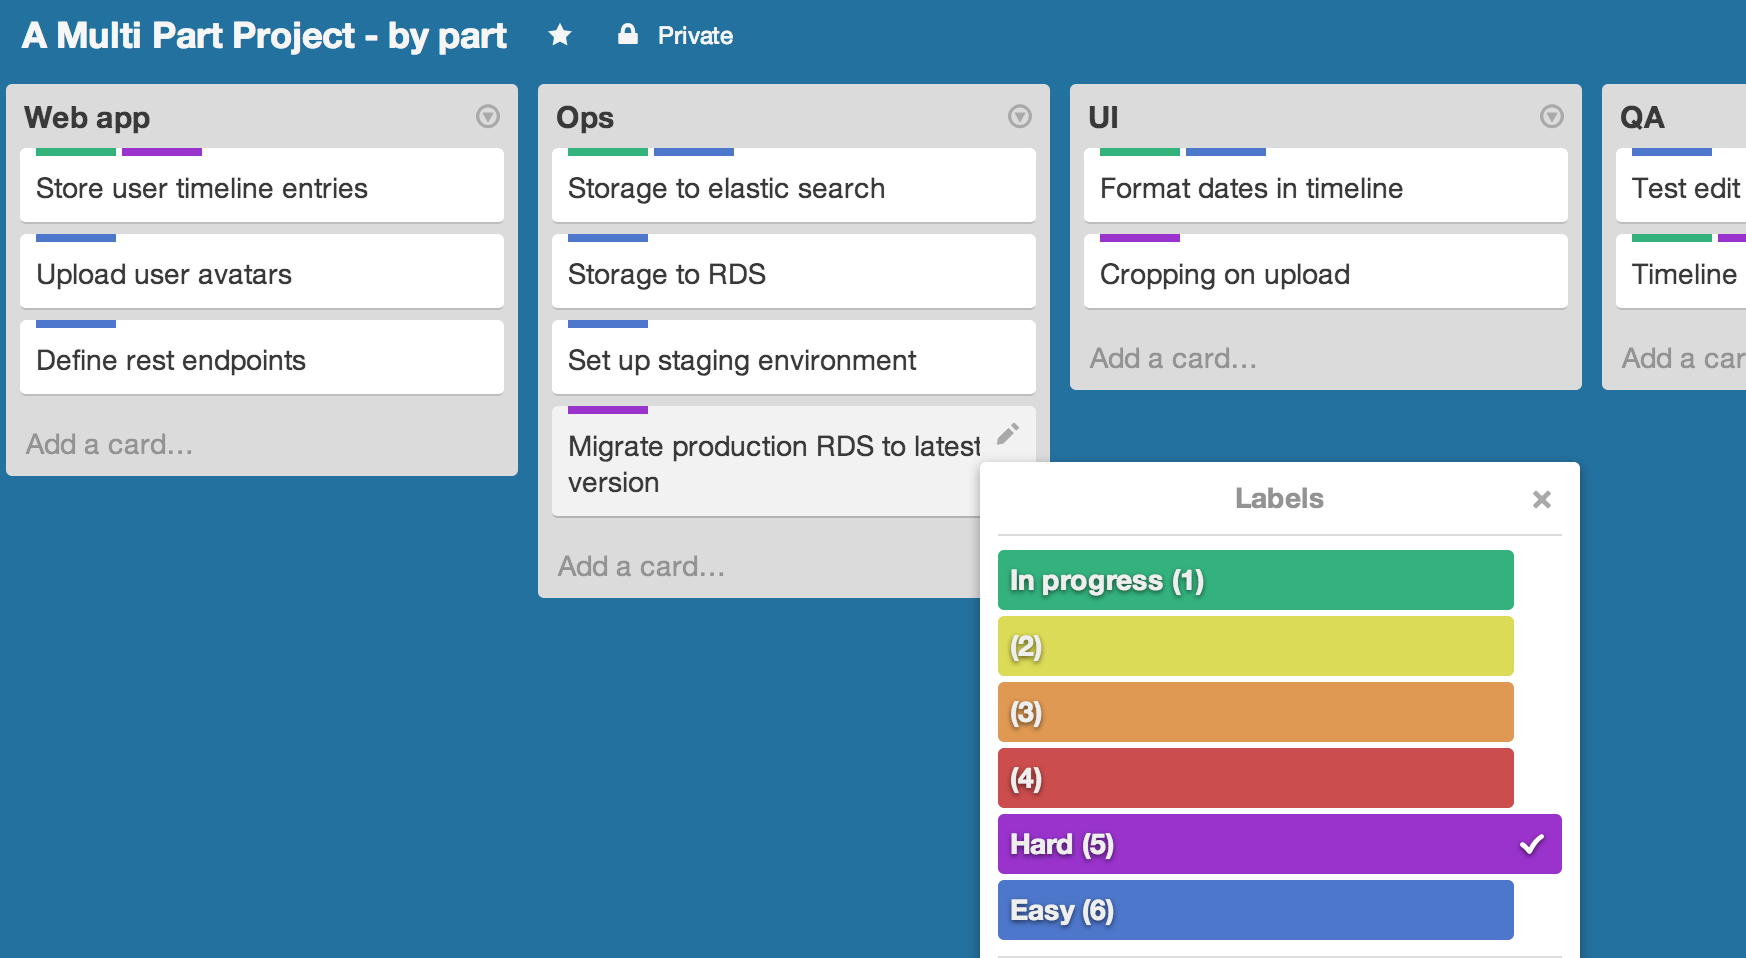 A Multi Part Project - by part
Private
Web app
Store user timeline entries
Upload user avatars
Define rest endpoints
Add a card…
Ops
Storage to elastic search
Storage to RDS
Set up staging environment
Migrate production RDS to latest
version
Add a card…
UI
Format dates in timeline
Cropping on upload
Add a card…
QA
Test edit
Timeline
Add a car
Labels
In progress (1)
(2)
(3)
(4)
Hard (5)
Easy (6)